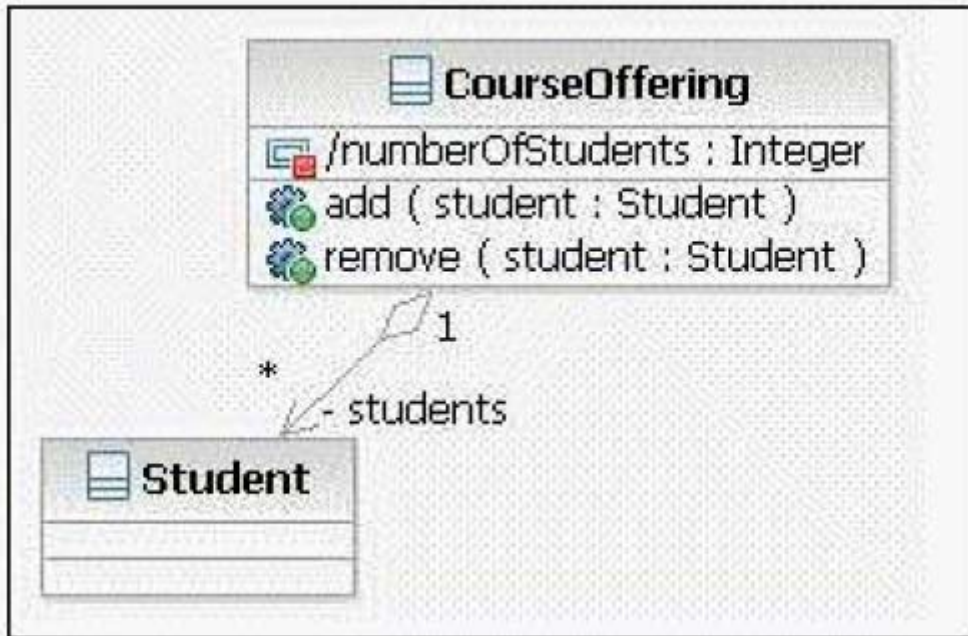 CourseOffering
/numberOfStudents : Integer
add ( student : Student )
remove ( student : Student )
1
*
- students
Student